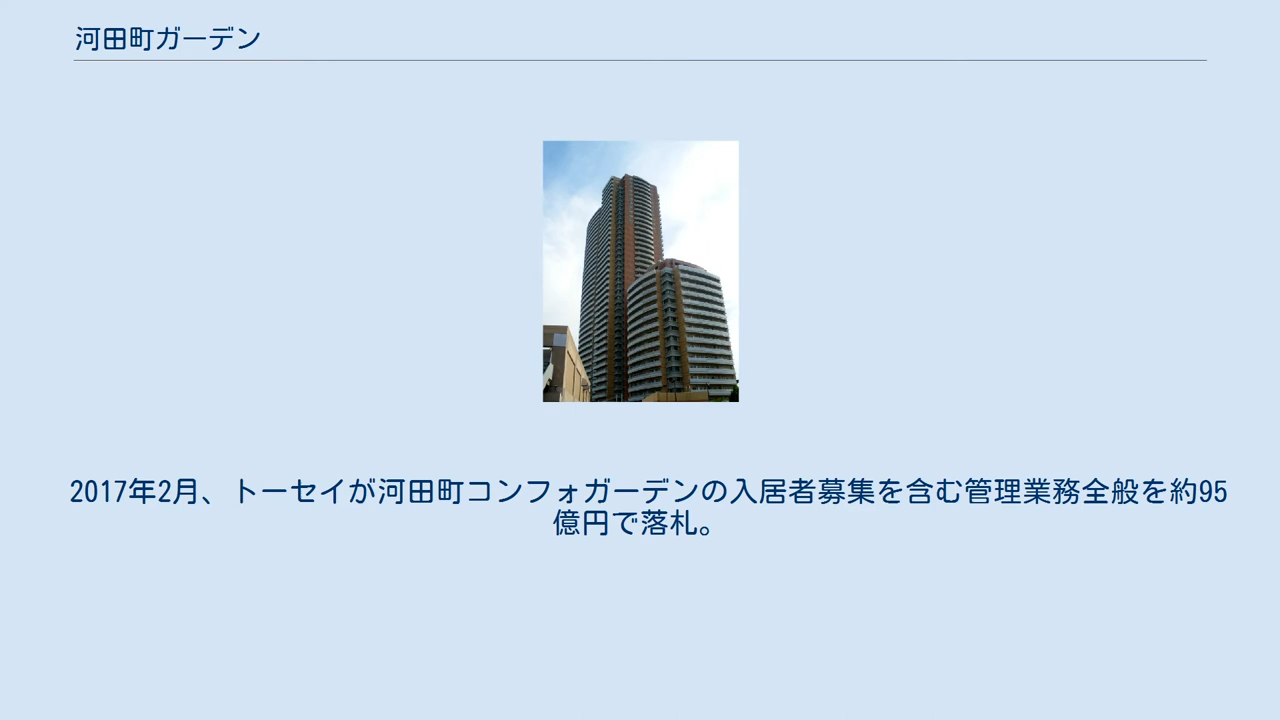 河田町ガーデン
2017年2月、トーセイが河田町コンフォガーデンの入居者募集を含む管理業務全般を約95
億円で落札。